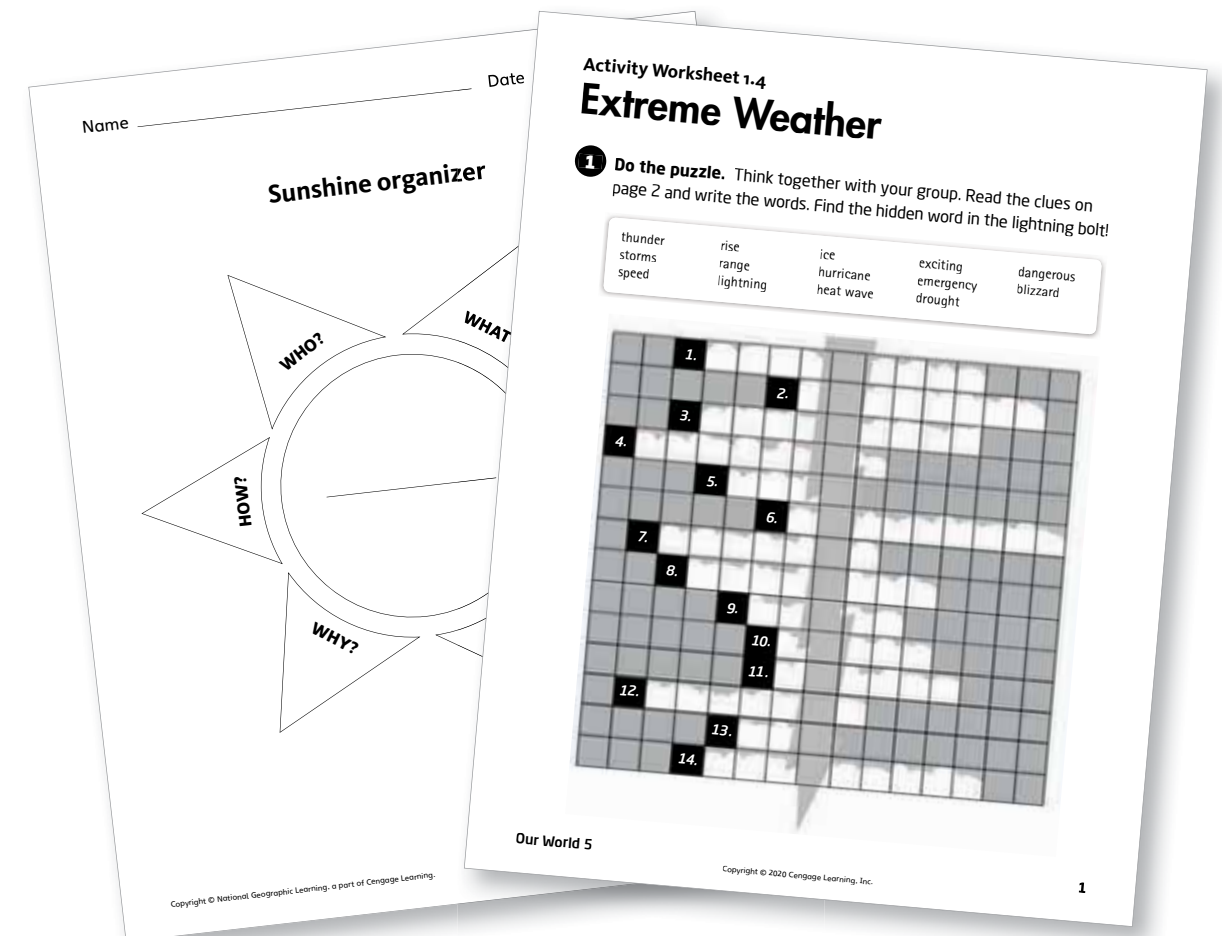 Name Date
Sunshine organizer
WHO?
WHAT
HOW?
WHY?
Copyright © National Geographic Learning, a part of Cengage Learning.
Activity Worksheet 1.4
Extreme Weather
1 Do the puzzle. Think together with your group. Read the clues on
page 2 and write the words. Find the hidden word in the lightning bolt!
thunder rise ice exciting dangerous
storms range hurricane emergency blizzard
speed lightning heat wave drought
1.
2.
3.
4.
5.
6.
7.
8.
9.
10.
11.
12.
13.
14.
Our World 5
Copyright © 2020 Cengage Learning, Inc.
1